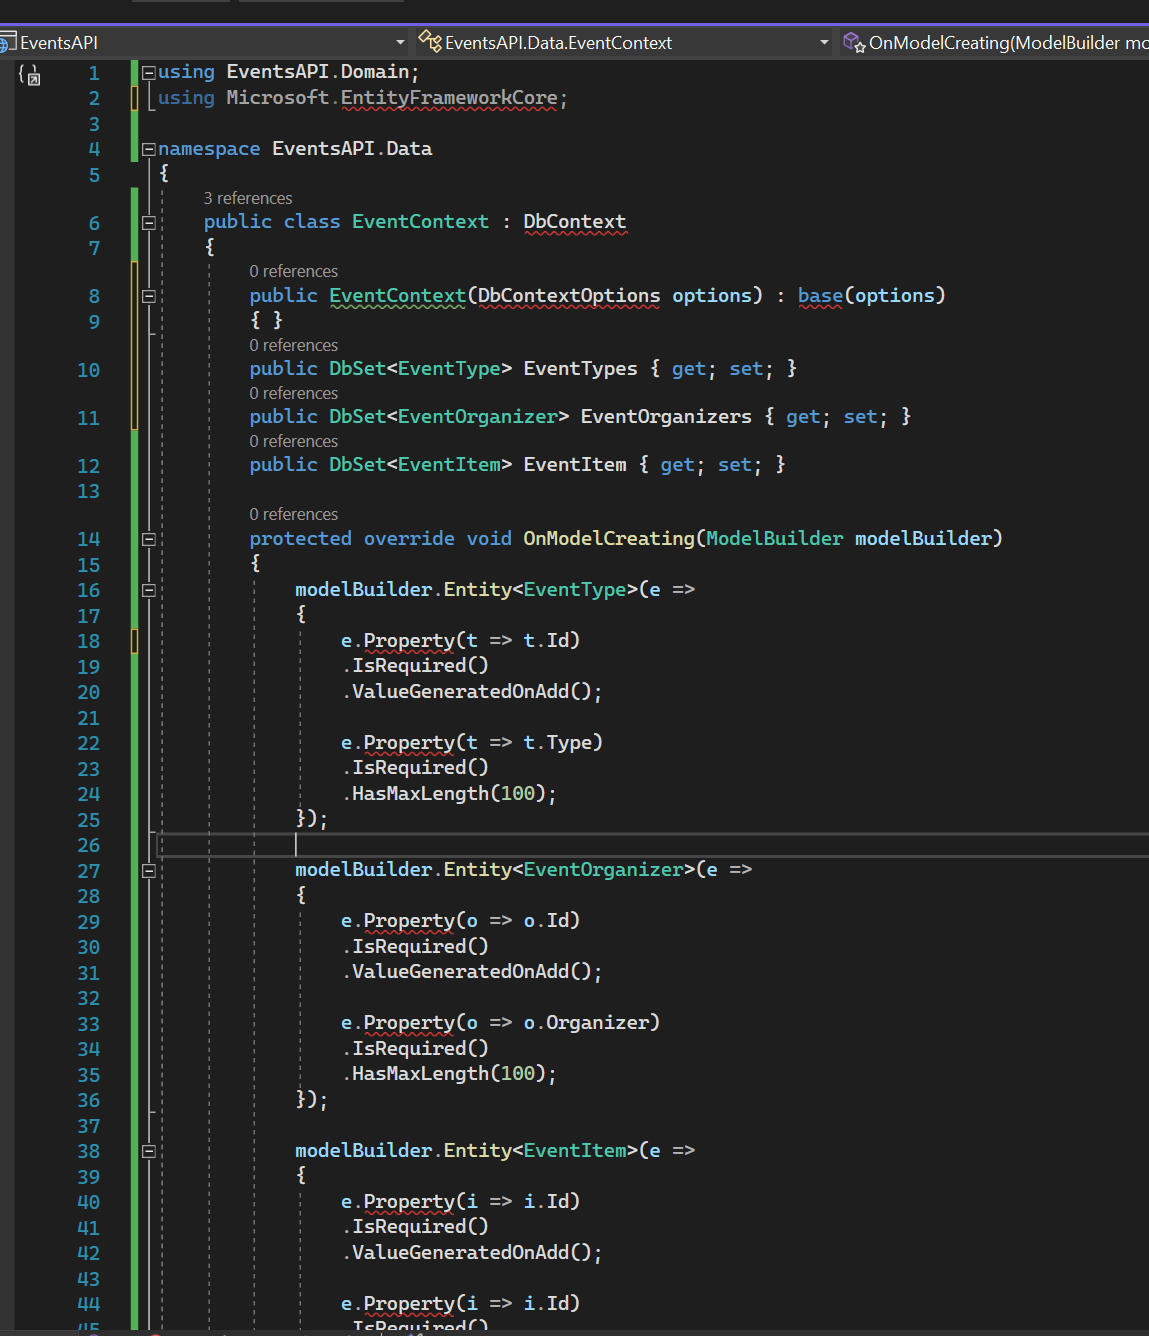 EventsAPI EventsAPI.Data.EventContext OnModelCreating(ModelBuilder mo
1 using EventsAPI.Domain;
2 using Microsoft.EntityFrameworkCore;
3
4 namespace EventsAPI.Data
5 {
3 references
6 public class EventContext : DbContext
7 {
0 references
8 public EventContext(DbContextOptions options) : base(options)
9 { }
0 references
10 public DbSet<EventType> EventTypes { get; set; }
0 references
11 public DbSet<EventOrganizer> EventOrganizers { get; set; }
0 references
12 public DbSet<EventItem> EventItem { get; set; }
13
0 references
14 protected override void OnModelCreating(ModelBuilder modelBuilder)
15 {
16 modelBuilder.Entity<EventType>(e =>
17 {
18 e.Property(t => t.Id)
19 .IsRequired()
20 .ValueGeneratedOnAdd();
21
22 e.Property(t => t.Type)
23 .IsRequired()
24 .HasMaxLength(100);
25 });
26
27 modelBuilder.Entity<EventOrganizer>(e =>
28 {
29 e.Property(o => o.Id)
30 .IsRequired()
31 .ValueGeneratedOnAdd();
32
33 e.Property(o => o.Organizer)
34 .IsRequired()
35 .HasMaxLength(100);
36 });
37
38 modelBuilder.Entity<EventItem>(e =>
39 {
40 e.Property(i => i.Id)
41 .IsRequired()
42 .ValueGeneratedOnAdd();
43
44 e.Property(i => i.Id)
45 .IsRequired()